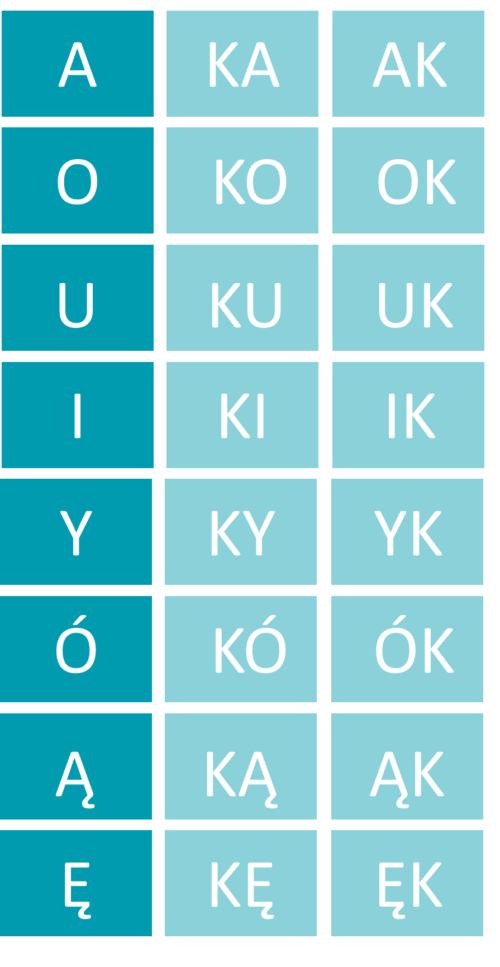 A KA AK
O KO OK
U KU UK
I KI IK
Y KY YK
Ó KÓ ÓK
Ą KĄ ĄK
Ę KĘ ĘK